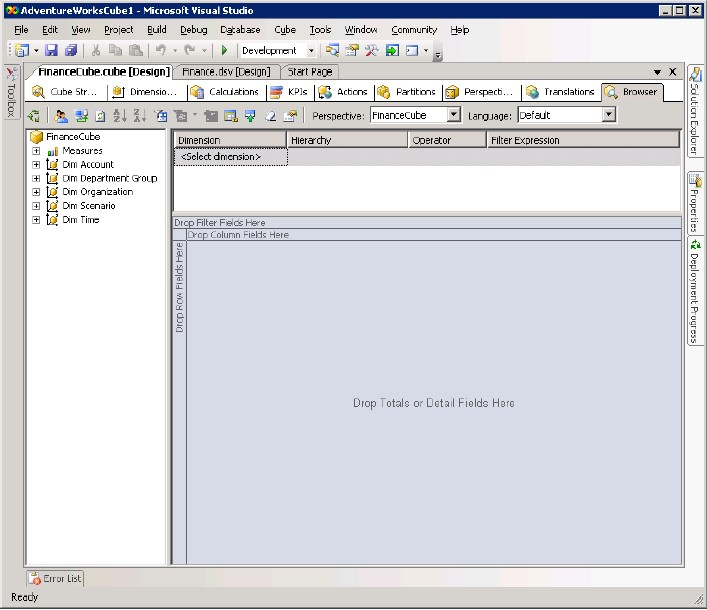 AdventureWorksCube1 - Microsoft Visual Studio
File Edit View Project Build Debug Database Cube Tools Window Community Help
Development
FinanceCube.cube [Design] Finance.dsv [Design] Start Page
Cube Str... Dimensio... Calculations KPIs Actions Partitions Perspecti... Translations Browser
Perspective: FinanceCube Language: Default
Toolbox
FinanceCube
Measures
Dim Account
Dim Department Group
Dim Organization
Dim Scenario
Dim Time
Dimension Hierarchy Operator Filter Expression
<Select dimension>
Drop Filter Fields Here
Drop Column Fields Here
Drop Row Fields Here
Drop Totals or Detail Fields Here
Solution Explorer
Properties
Deployment Progress
Error List
Ready